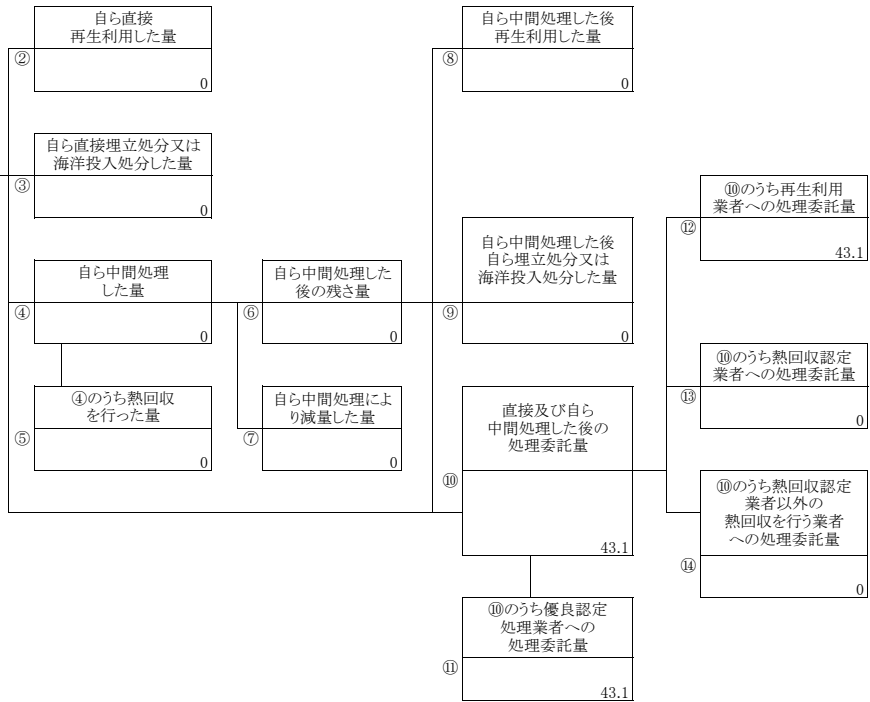 自ら直接
再生利用した量
②
0
自ら中間処理した後
再生利用した量
⑧
0
自ら直接埋立処分又は
海洋投入処分した量
③
0
⑩のうち再生利用
業者への処理委託量
⑫
43.1
自ら中間処理
した量
④
0
自ら中間処理した
後の残さ量
⑥
0
自ら中間処理した後
自ら埋立処分又は
海洋投入処分した量
⑨
0
⑩のうち熱回収認定
業者への処理委託量
⑬
0
④のうち熱回収
を行った量
⑤
0
自ら中間処理によ
り減量した量
⑦
0
直接及び自ら
中間処理した後の
処理委託量
⑩
43.1
⑩のうち熱回収認定
業者以外の
熱回収を行う業者
への処理委託量
⑭
0
⑩のうち優良認定
処理業者への
処理委託量
⑪
43.1